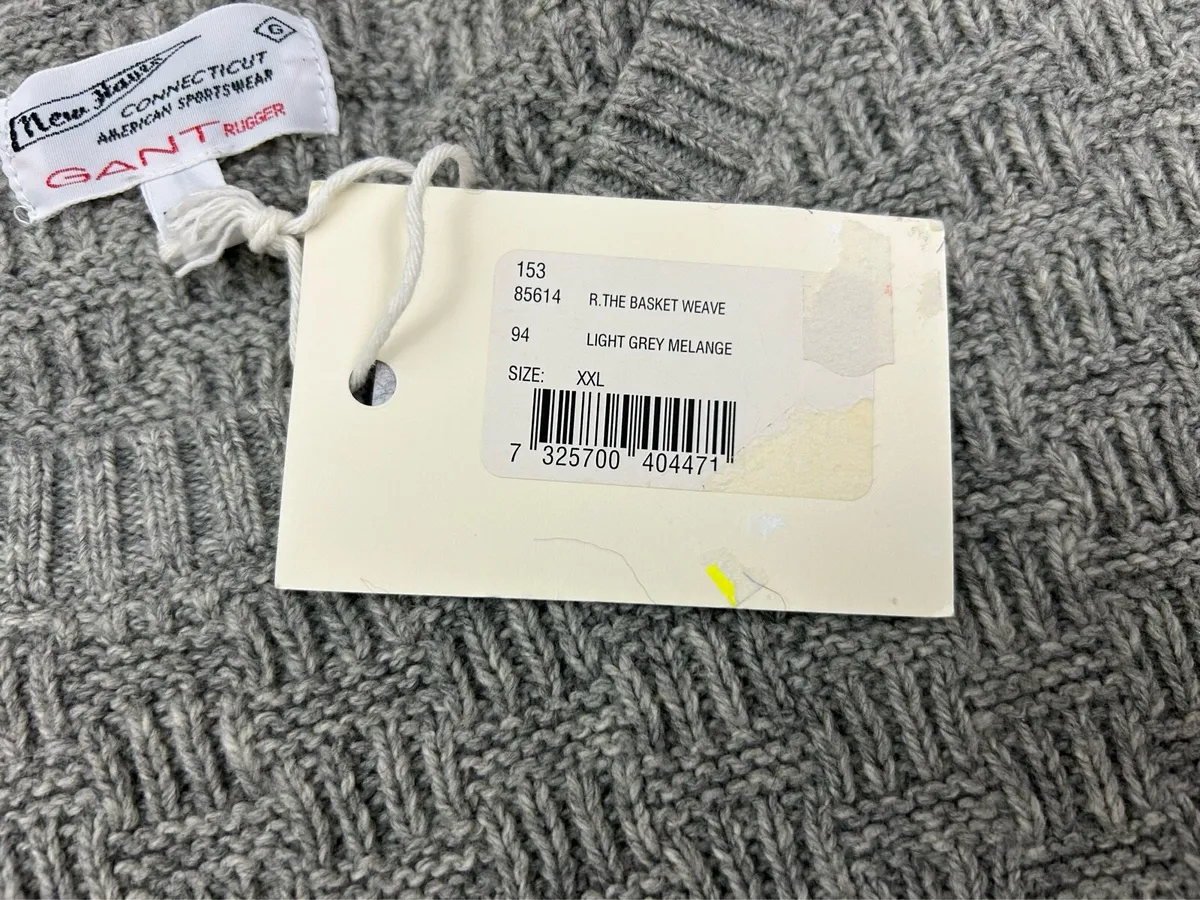 G
New Haven
CONNECTICUT
AMERICAN SPORTSWEAR
GANT RUGGER
153
85614 R.THE BASKET WEAVE
94 LIGHT GREY MELANGE
SIZE: XXL
7 325700 404471